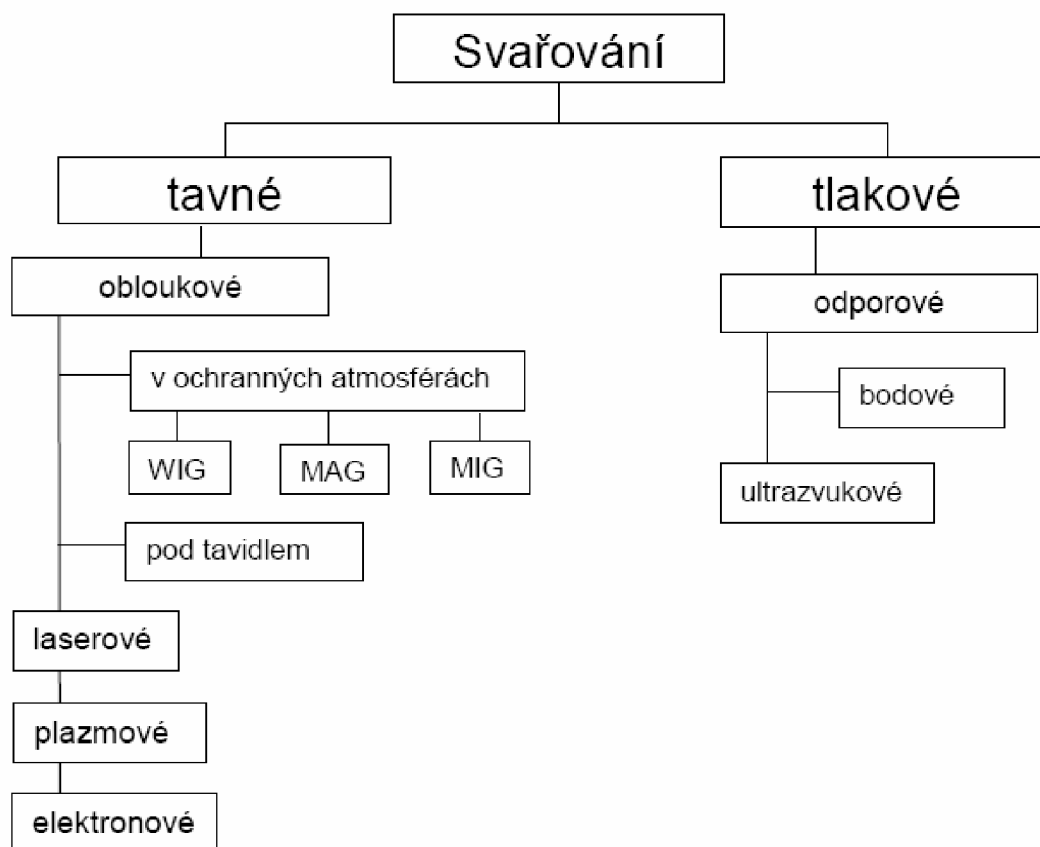 Svařování
tavné
tlakové
obloukové
odporové
v ochranných atmosférách
bodové
WIG
MAG
MIG
ultrazvukové
pod tavidlem
laserové
plazmové
elektronové